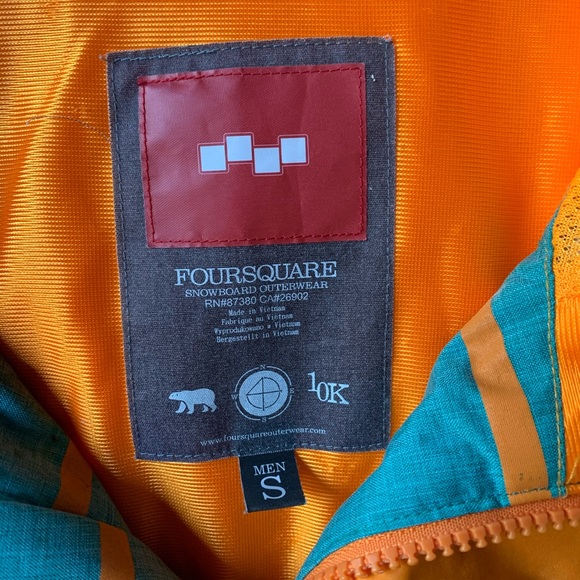 FOURSQUARE
SNOWBOARD OUTERWEAR
RN#87380 CA#26902
Made in Vietnam
Fabrique au Vietnam
Wyprodukowano a Vietnam
Hergestellt in Vietnam
N
W E
S
10K
www.foursquareouterwear.com
MEN
S